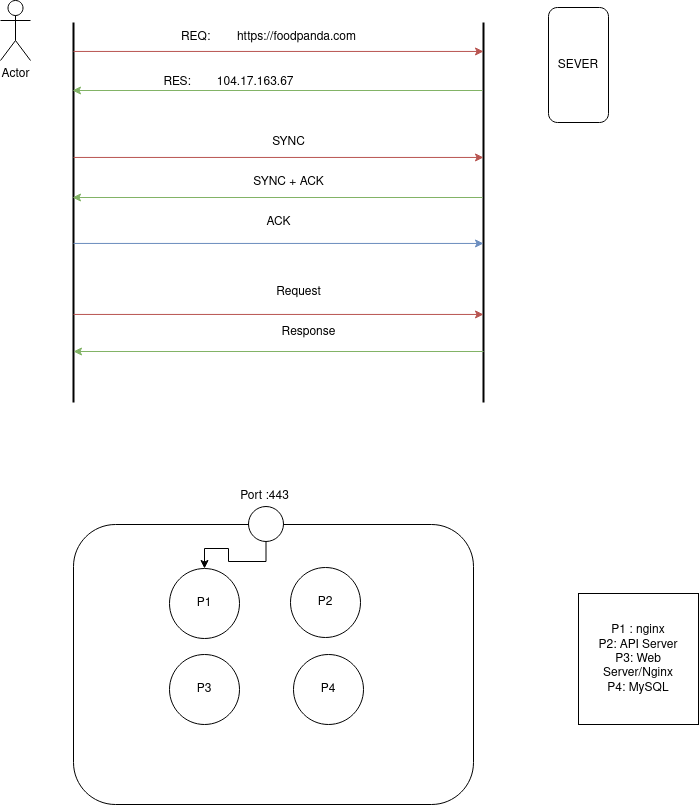 REQ: https://foodpanda.com
SEVER
Actor
RES: 104.17.163.67
SYNC
SYNC + ACK
ACK
Request
Response
Port :443
P1
P2
P3
P4
P1 : nginx
P2: API Server
P3: Web
Server/Nginx
P4: MySQL